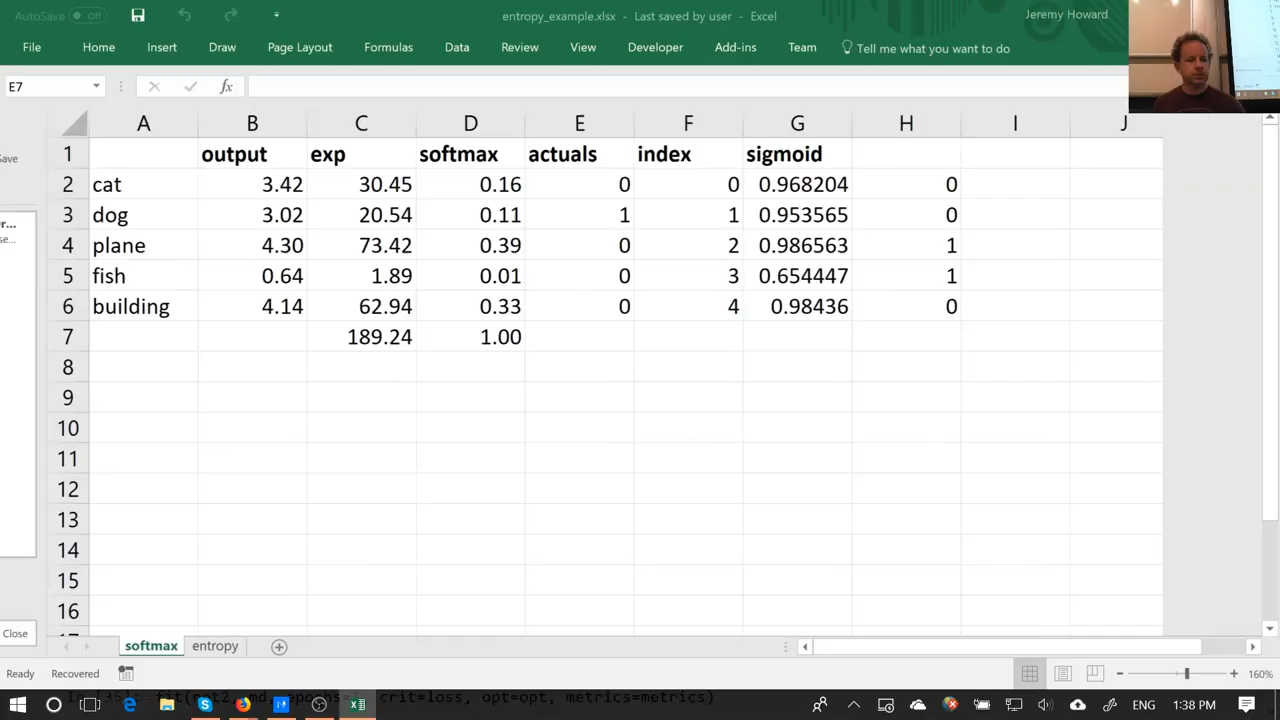 AutoSave Off
entropy_example.xlsx - Last saved by user - Excel
Jeremy Howard
File Home Insert Draw Page Layout Formulas Data Review View Developer Add-ins Team Tell me what you want to do
E7 fx
A B C D E F G H I J
1 output exp softmax actuals index sigmoid
2 cat 3.42 30.45 0.16 0 0 0.968204 0
3 dog 3.02 20.54 0.11 1 1 0.953565 0
4 plane 4.30 73.42 0.39 0 2 0.986563 1
5 fish 0.64 1.89 0.01 0 3 0.654447 1
6 building 4.14 62.94 0.33 0 4 0.98436 0
7 189.24 1.00
8
9
10
11
12
13
14
15
16
Close
softmax entropy
Ready Recovered 160%
crit=loss, opt=opt, metrics=metrics)
1:38 PM